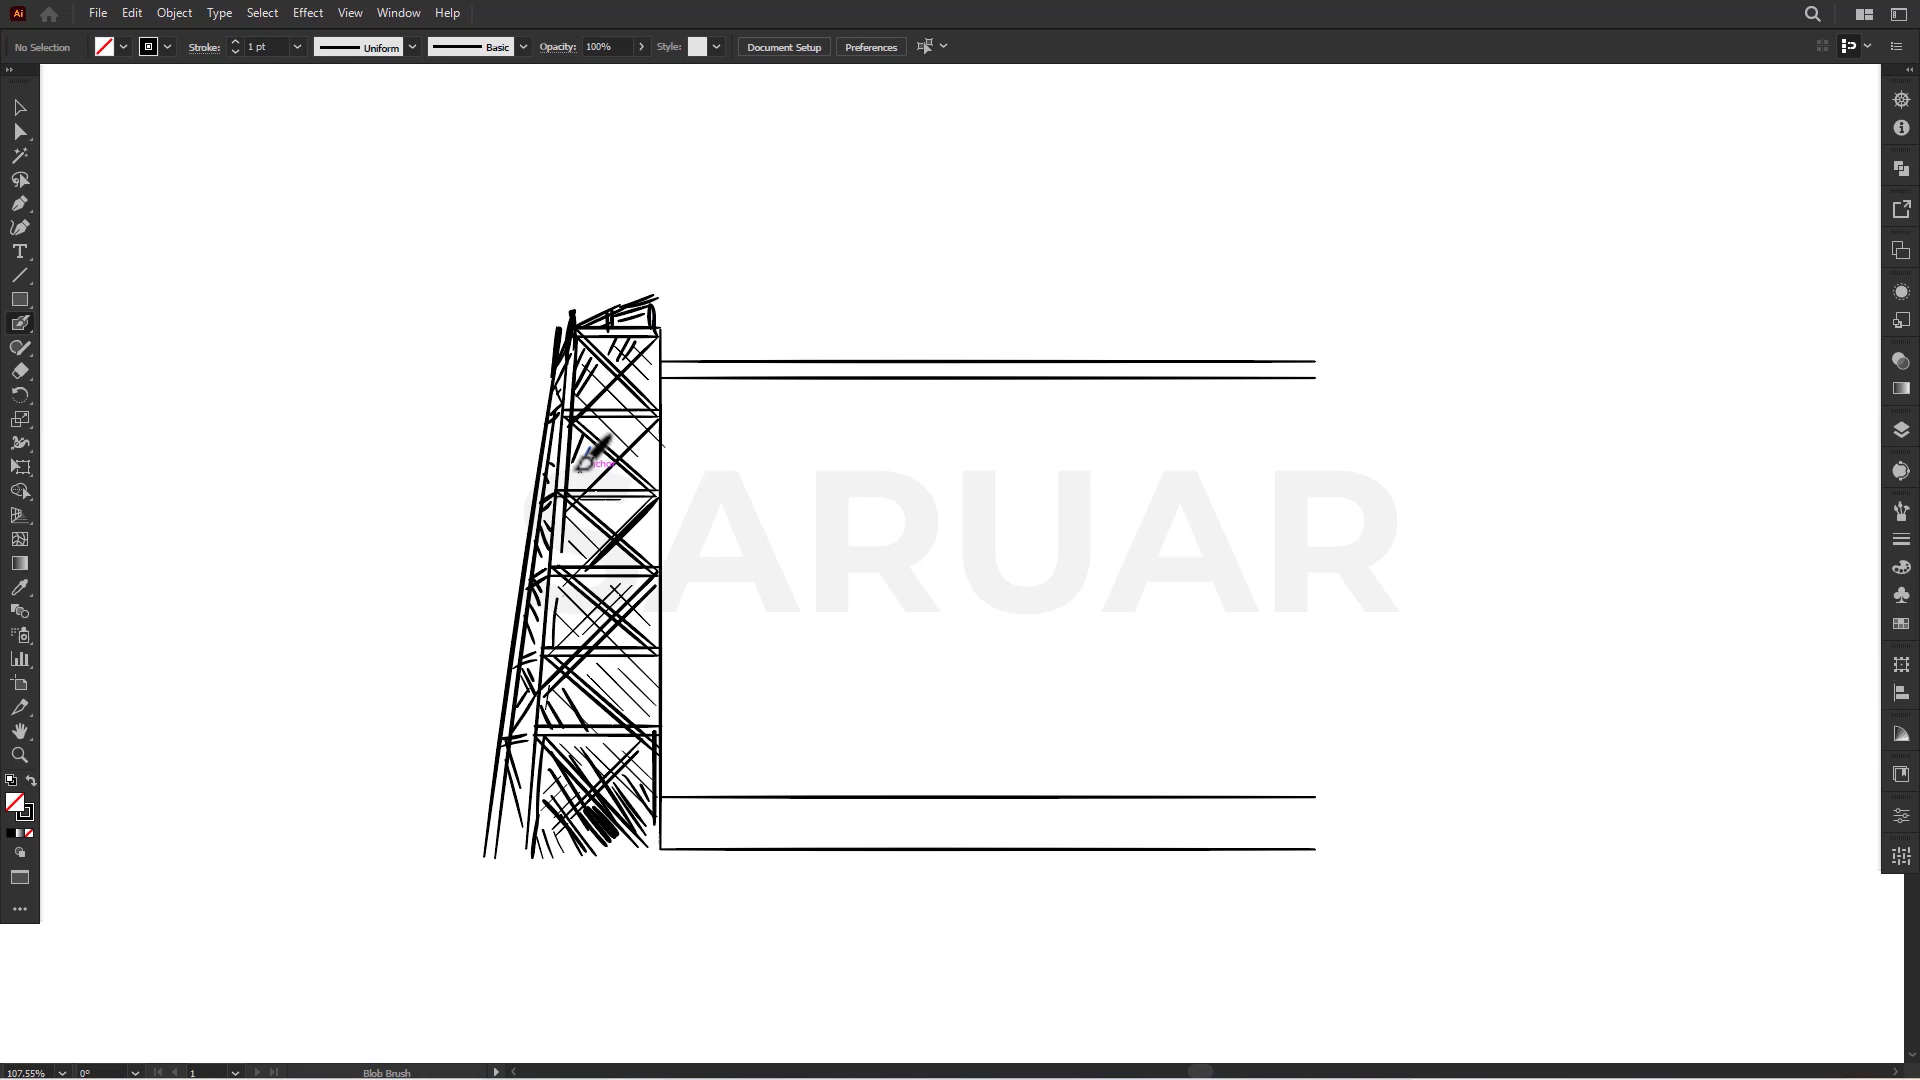 Ai File Edit Object Type Select Effect View Window Help
No Selection Stroke: 1 pt Uniform Basic Opacity: 100% Style: Document Setup Preferences
ARUAR
107.55% 0° 1 Blob Brush